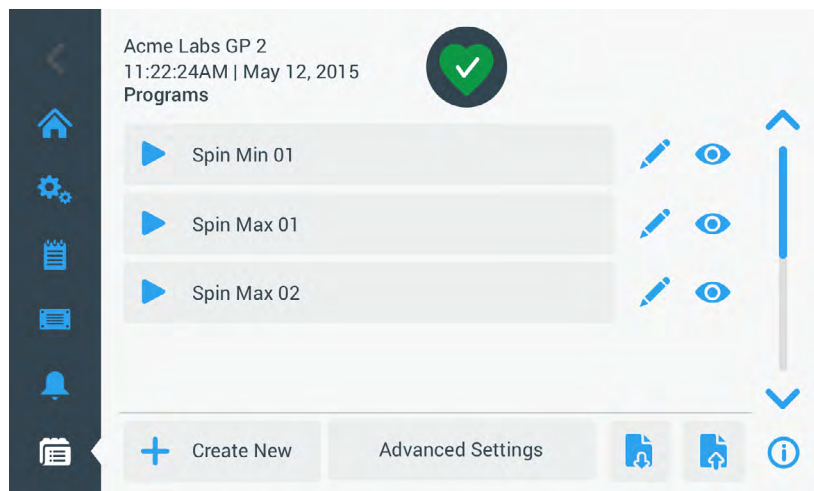 Acme Labs GP 2
11:22:24AM | May 12, 2015
Programs
Spin Min 01
Spin Max 01
Spin Max 02
Create New
Advanced Settings